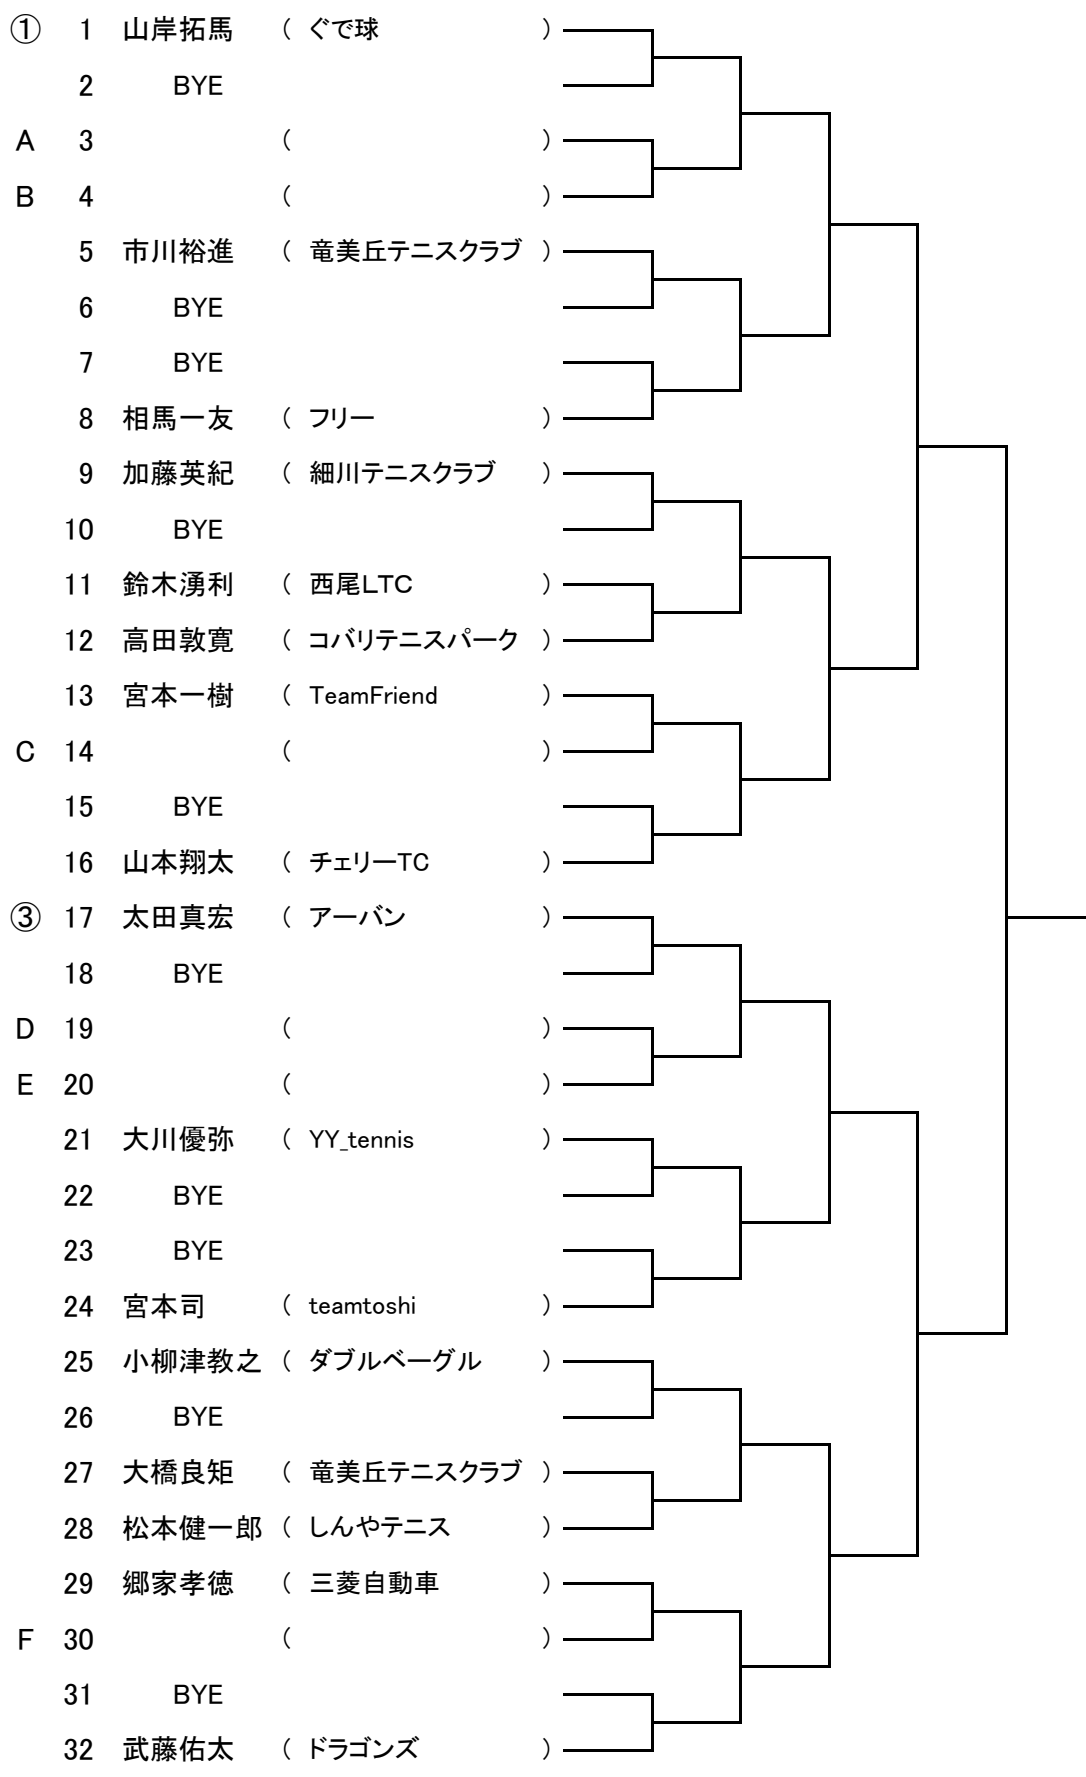 ① 1 山岸拓馬 ( ぐで球 )
2 BYE
A 3 ( )
B 4 ( )
5 市川裕進 ( 竜美丘テニスクラブ )
6 BYE
7 BYE
8 相馬一友 ( フリー )
9 加藤英紀 ( 細川テニスクラブ )
10 BYE
11 鈴木湧利 ( 西尾LTC )
12 高田敦寛 ( コバリテニスパーク )
13 宮本一樹 ( TeamFriend )
C 14 ( )
15 BYE
16 山本翔太 ( チェリーTC )
③ 17 太田真宏 ( アーバン )
18 BYE
D 19 ( )
E 20 ( )
21 大川優弥 ( YY_tennis )
22 BYE
23 BYE
24 宮本司 ( teamtoshi )
25 小柳津教之 ( ダブルベーグル )
26 BYE
27 大橋良矩 ( 竜美丘テニスクラブ )
28 松本健一郎 ( しんやテニス )
29 郷家孝徳 ( 三菱自動車 )
F 30 ( )
31 BYE
32 武藤佑太 ( ドラゴンズ )